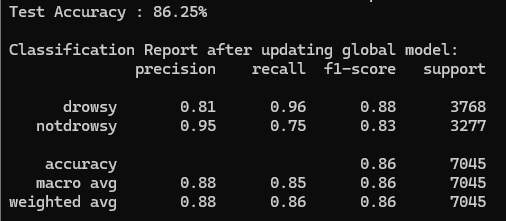 Test Accuracy : 86.25%
Classification Report after updating global model:
precision recall f1-score support
drowsy 0.81 0.96 0.88 3768
notdrowsy 0.95 0.75 0.83 3277
accuracy 0.86 7045
macro avg 0.88 0.85 0.86 7045
weighted avg 0.88 0.86 0.86 7045